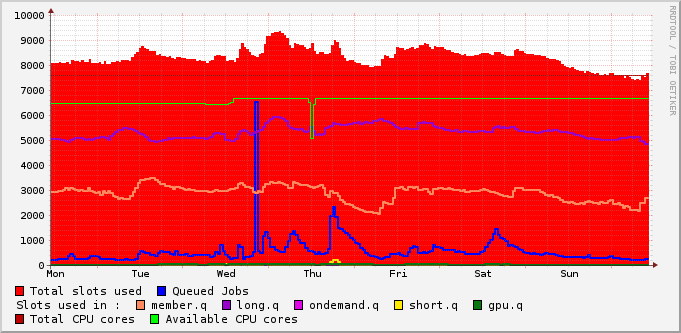 RRDTOOL / TOBI OETIKER
10000
9000
8000
7000
6000
5000
4000
3000
2000
1000
0
Mon Tue Wed Thu Fri Sat Sun
Total slots used Queued Jobs
Slots used in : member.q long.q ondemand.q short.q gpu.q
Total CPU cores Available CPU cores